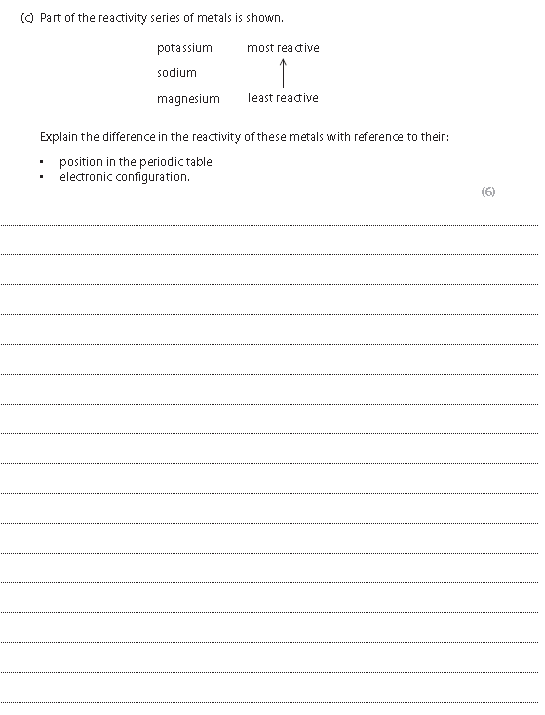 (c) Part of the reactivity series of metals is shown.
potassium most reactive
sodium
magnesium least reactive
Explain the difference in the reactivity of these metals with reference to their:
• position in the periodic table
• electronic configuration.
(6)